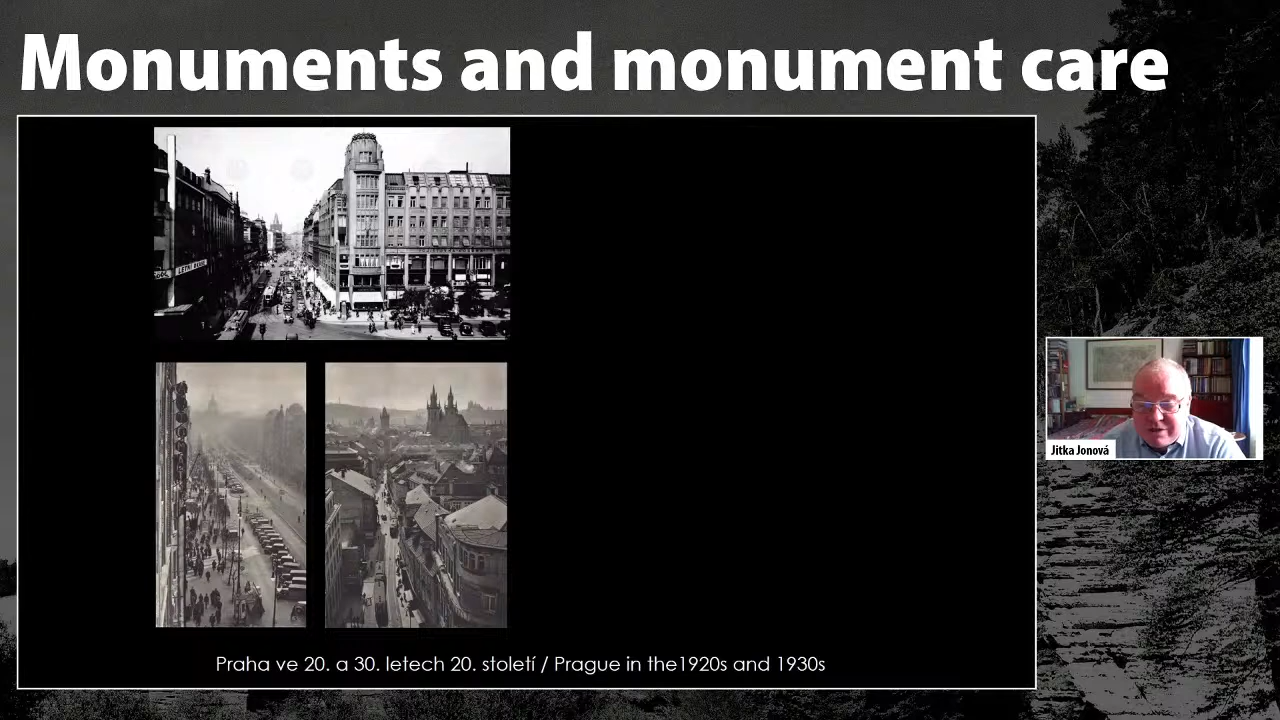 Monuments and monument care
LETNÍ
Jitka Jonová
Praha ve 20. a 30. letech 20. století / Prague in the1920s and 1930s